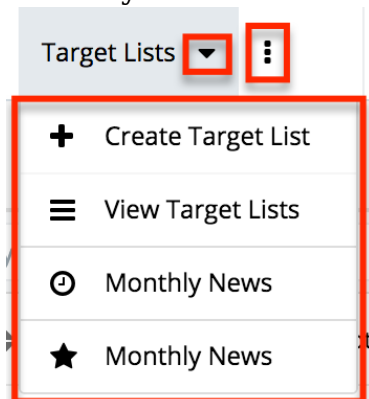 Target Lists
Create Target List
View Target Lists
Monthly News
Monthly News